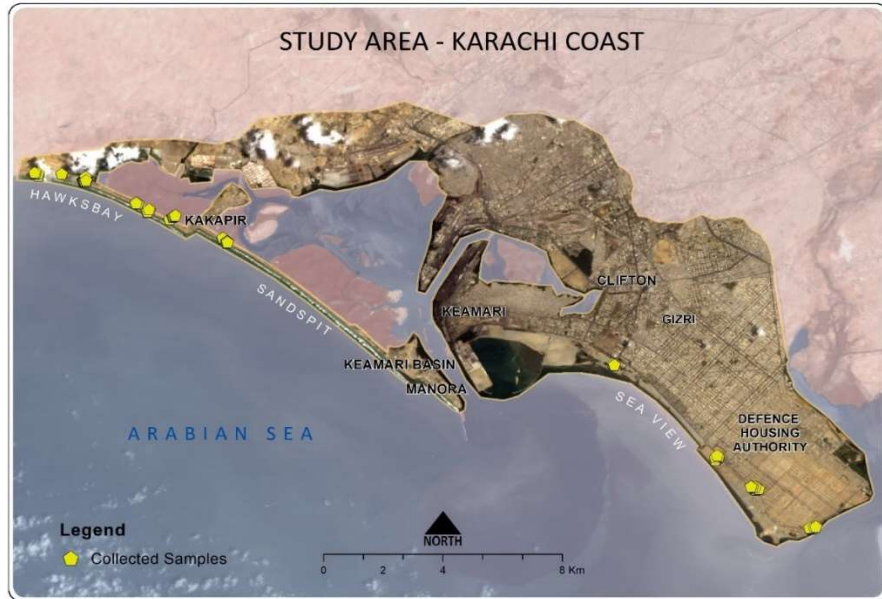 STUDY AREA - KARACHI COAST
HAWKSBAY
KAKAPIR
SANDSPIT
CLIFTON
KEAMARI
GIZRI
KEAMARI BASIN
MANORA
SEA VIEW
ARABIAN SEA
DEFENCE
HOUSING
AUTHORITY
Legend
Collected Samples
NORTH
0 4 8 Km